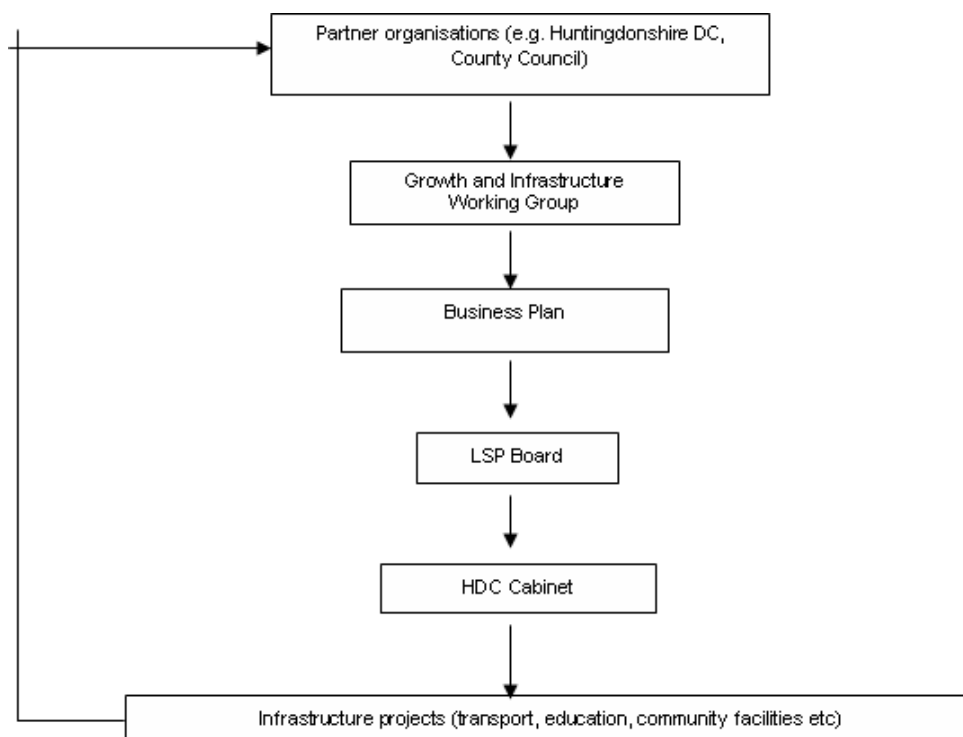 Partner organisations (e.g. Huntingdonshire DC,
County Council)
Growth and Infrastructure
Working Group
Business Plan
LSP Board
HDC Cabinet
Infrastructure projects (transport, education, community facilities etc)